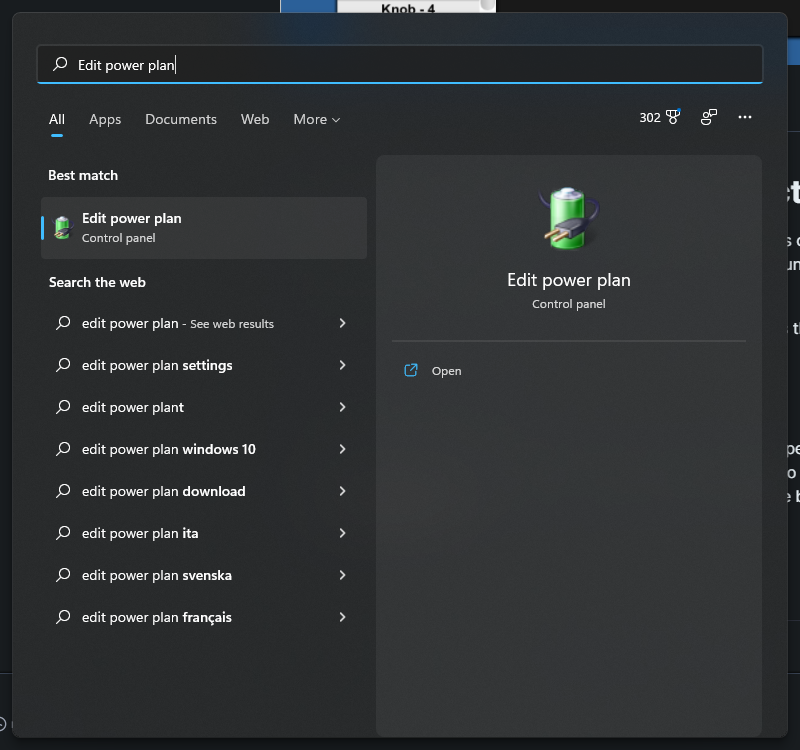 Knob - 4
Edit power plan
All Apps Documents Web More
302
Best match
Edit power plan
Control panel
Search the web
edit power plan - See web results
edit power plan settings
edit power plant
edit power plan windows 10
edit power plan download
edit power plan ita
edit power plan svenska
edit power plan français
Edit power plan
Control panel
Open